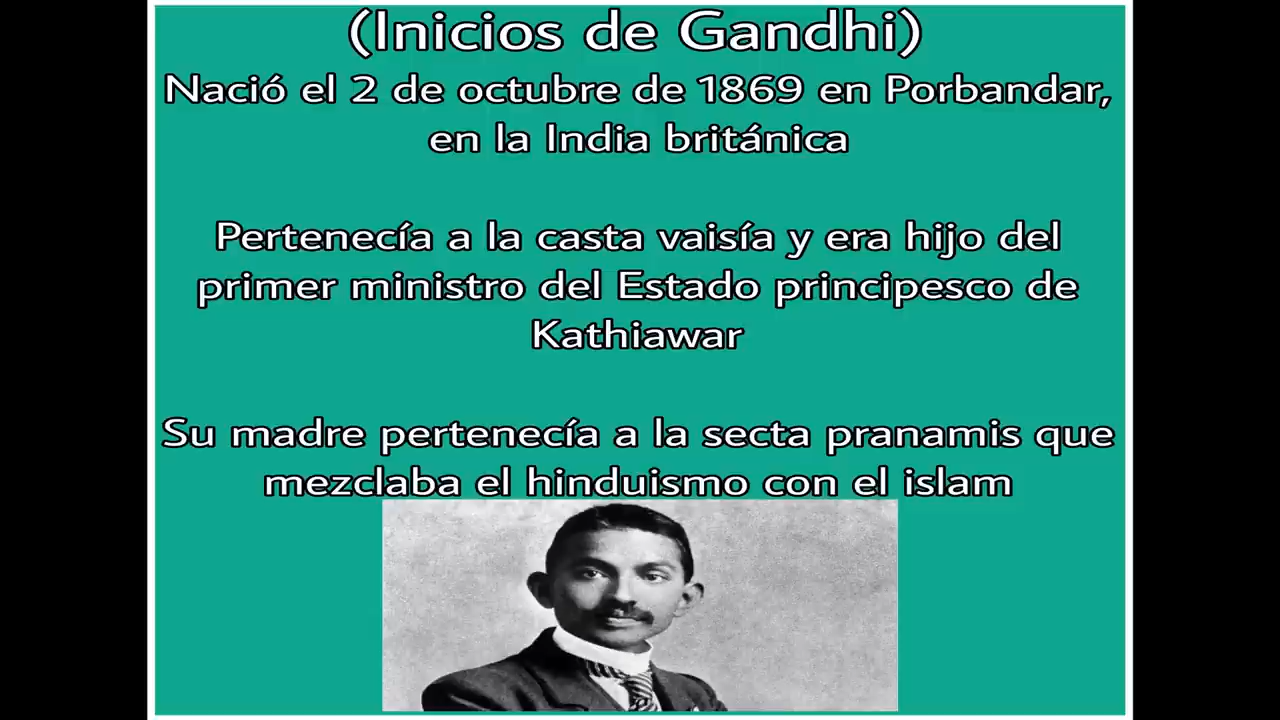 (Inicios de Gandhi)
Nació el 2 de octubre de 1869 en Porbandar,
en la India británica
Pertenecía a la casta vaisía y era hijo del
primer ministro del Estado principesco de
Kathiawar
Su madre pertenecía a la secta pranamis que
mezclaba el hinduismo con el islam